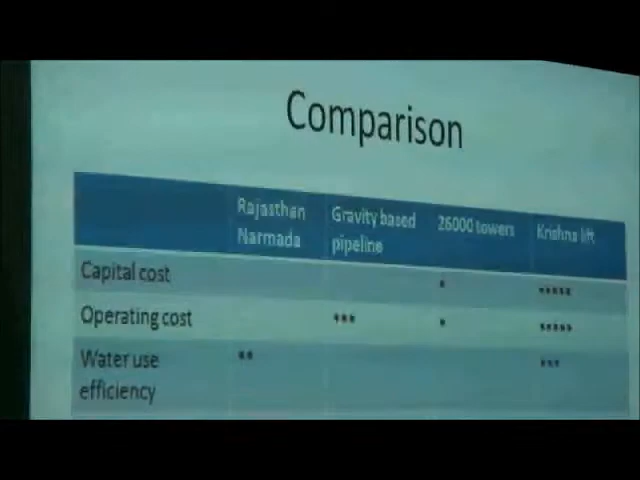 Comparison
Rajasthan Narmada Gravity based pipeline 26000 towers Krishna lift
Capital cost * *****
Operating cost *** * *****
Water use efficiency ** ***